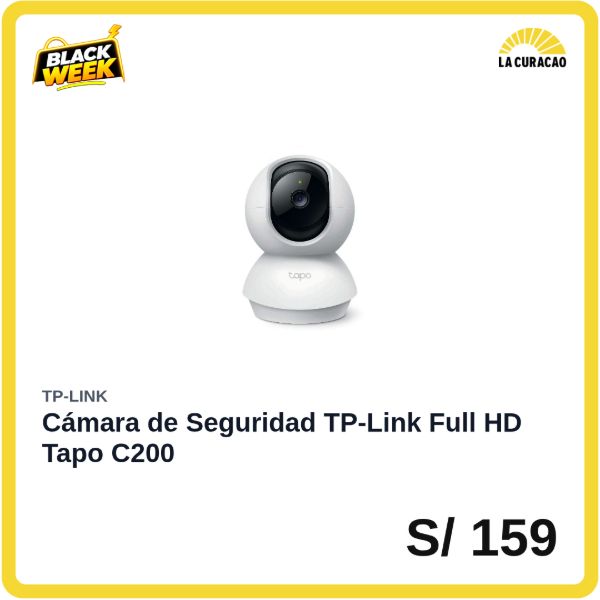 BLACK
WEEK
LA CURACAO
tapo
TP-LINK
Cámara de Seguridad TP-Link Full HD
Tapo C200
S/ 159